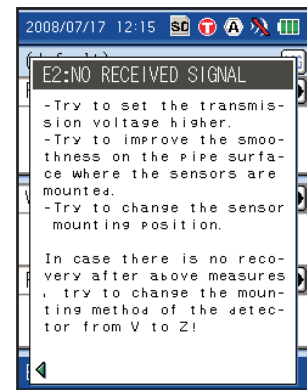 2008/07/17 12:15 SD T A
E2:NO RECEIVED SIGNAL
-Try to set the transmis-
sion voltage higher.
-Try to improve the smoo-
thness on the pipe surfa-
ce where the sensors are
mounted.
-Try to change the sensor
mounting position.
In case there is no reco-
very after above measures
, try to change the moun-
ting method of the detec-
tor from V to Z!